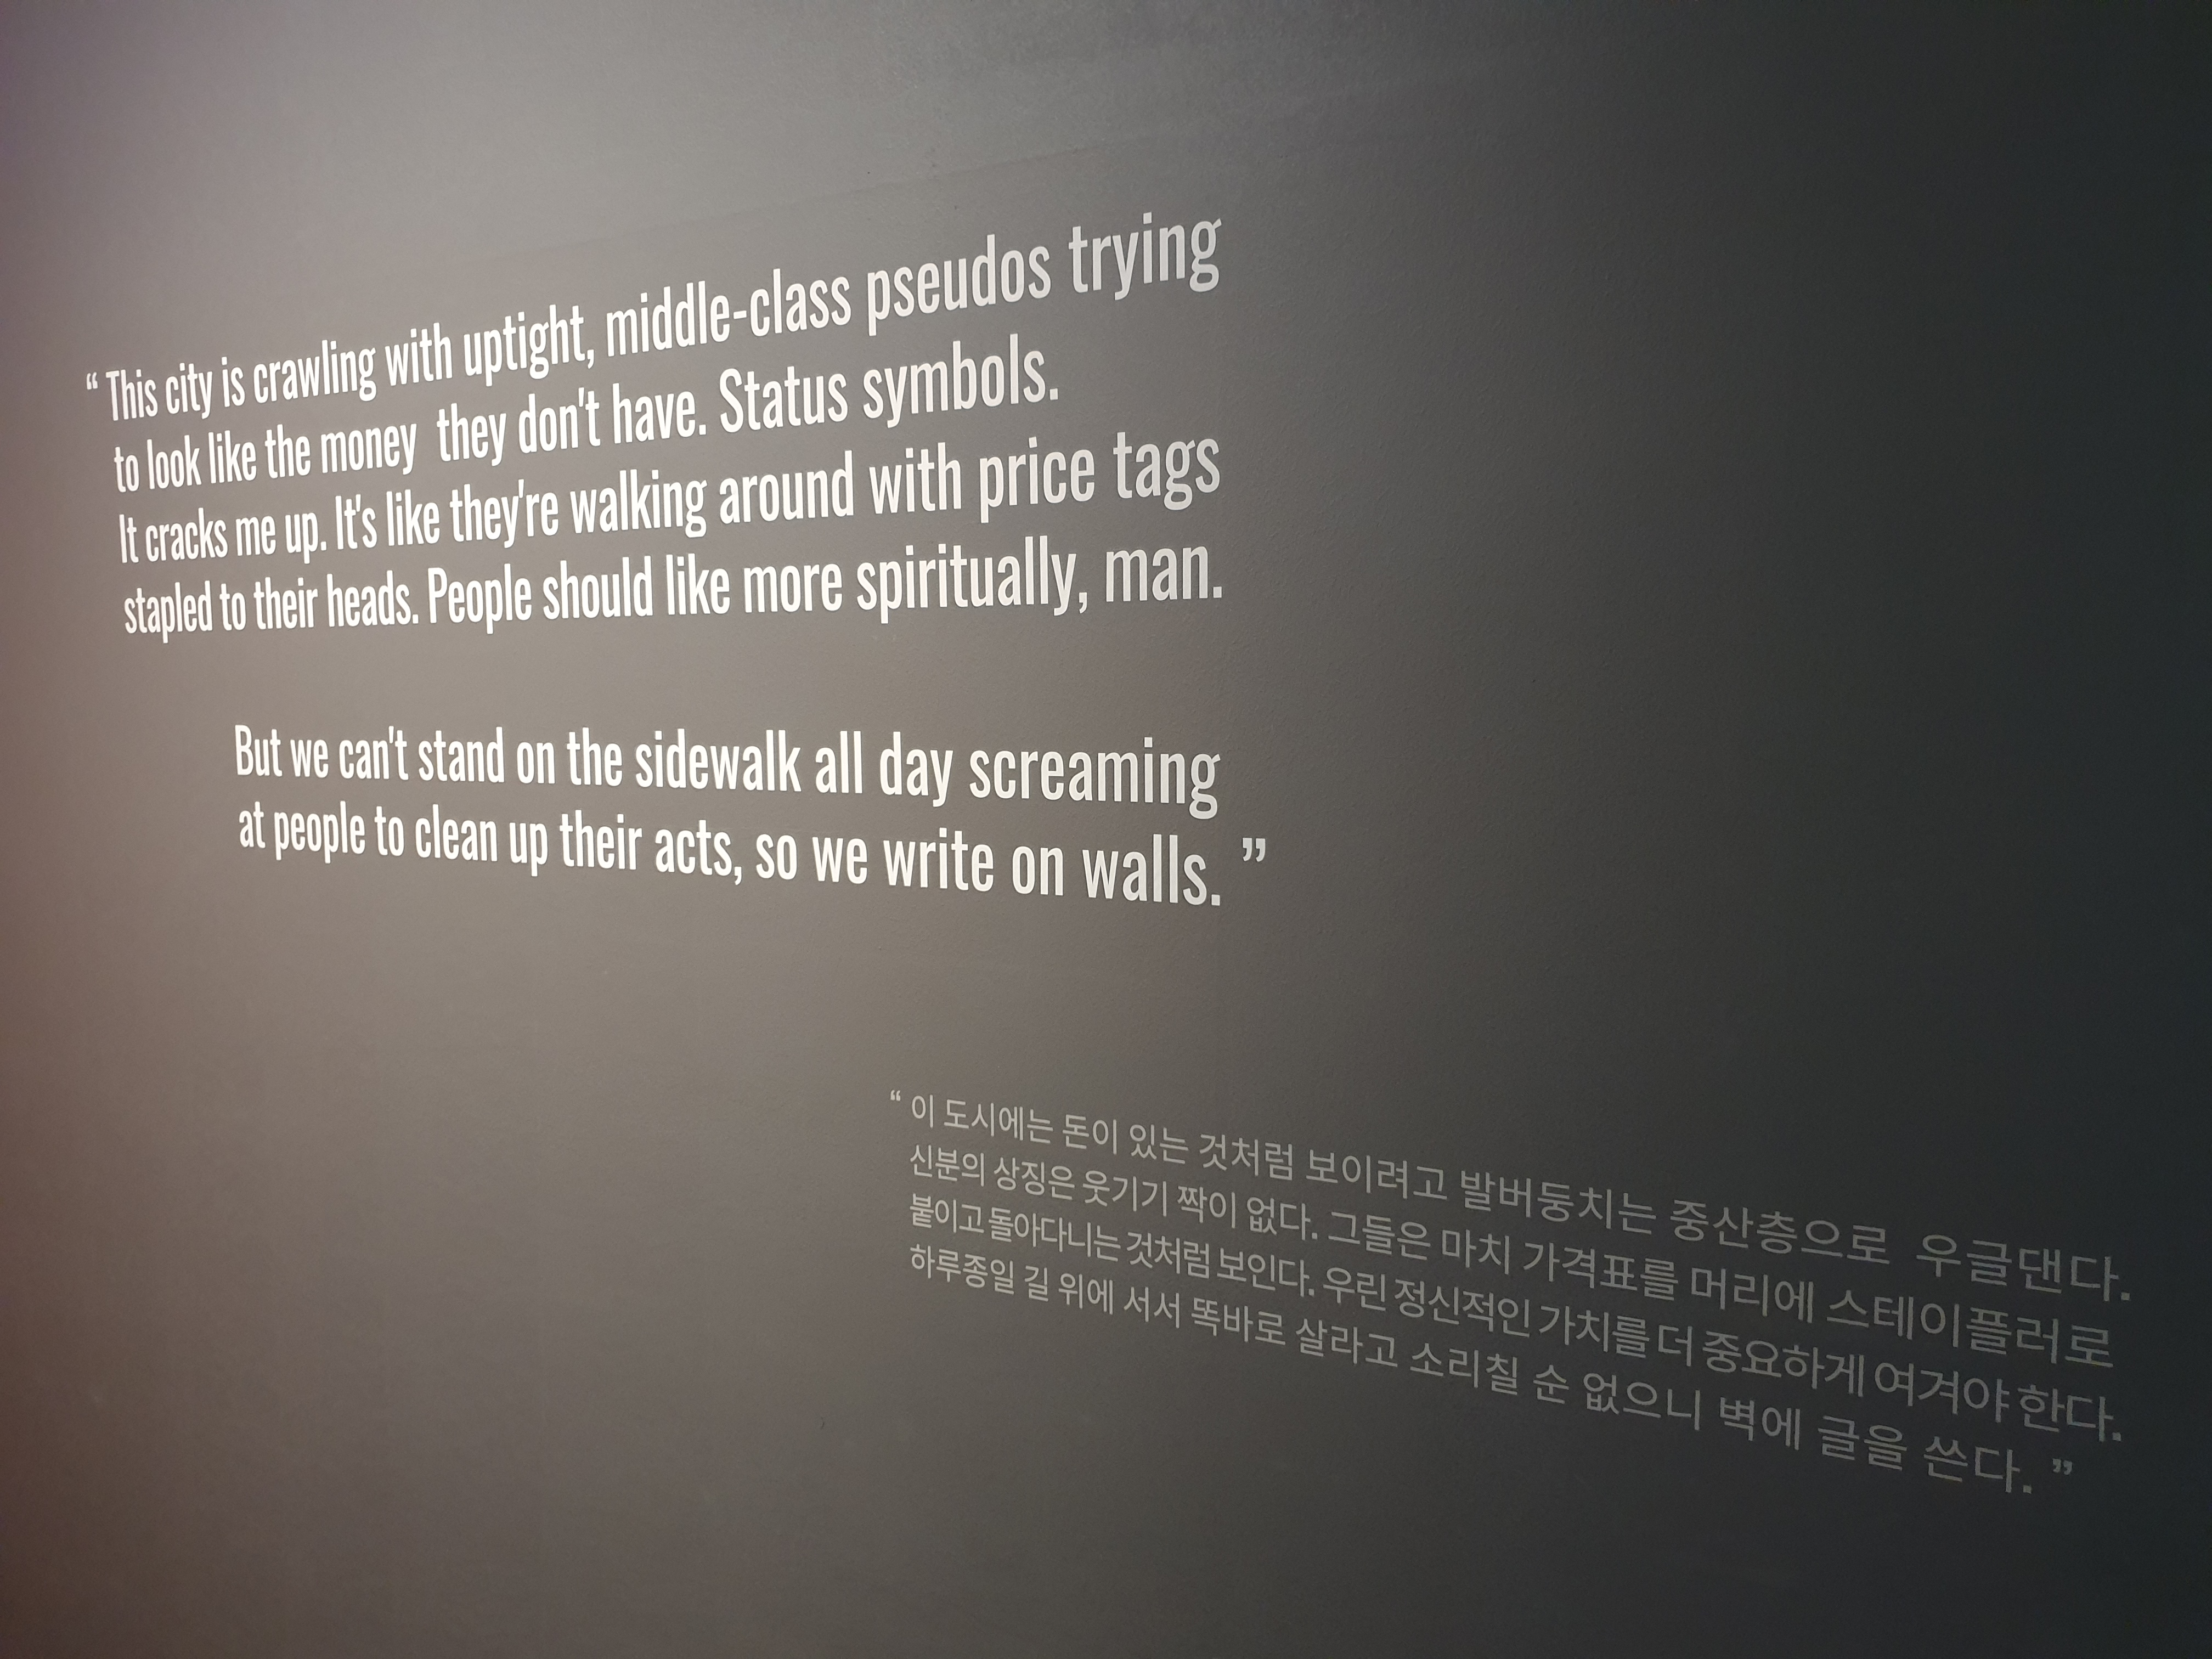 “ This city is crawling with uptight, middle-class pseudos trying
to look like the money they don't have. Status symbols.
It cracks me up. It's like they're walking around with price tags
stapled to their heads. People should like more spiritually, man.
But we can't stand on the sidewalk all day screaming
at people to clean up their acts, so we write on walls. ”
“ 이 도시에는 돈이 있는 것처럼 보이려고 발버둥치는 중산층으로 우글댄다.
신분의 상징은 웃기기 짝이 없다. 그들은 마치 가격표를 머리에 스테이플러로
붙이고 돌아다니는 것처럼 보인다. 우린 정신적인 가치를 더 중요하게 여겨야 한다.
하루종일 길 위에 서서 똑바로 살라고 소리칠 순 없으니 벽에 글을 쓴다. ”